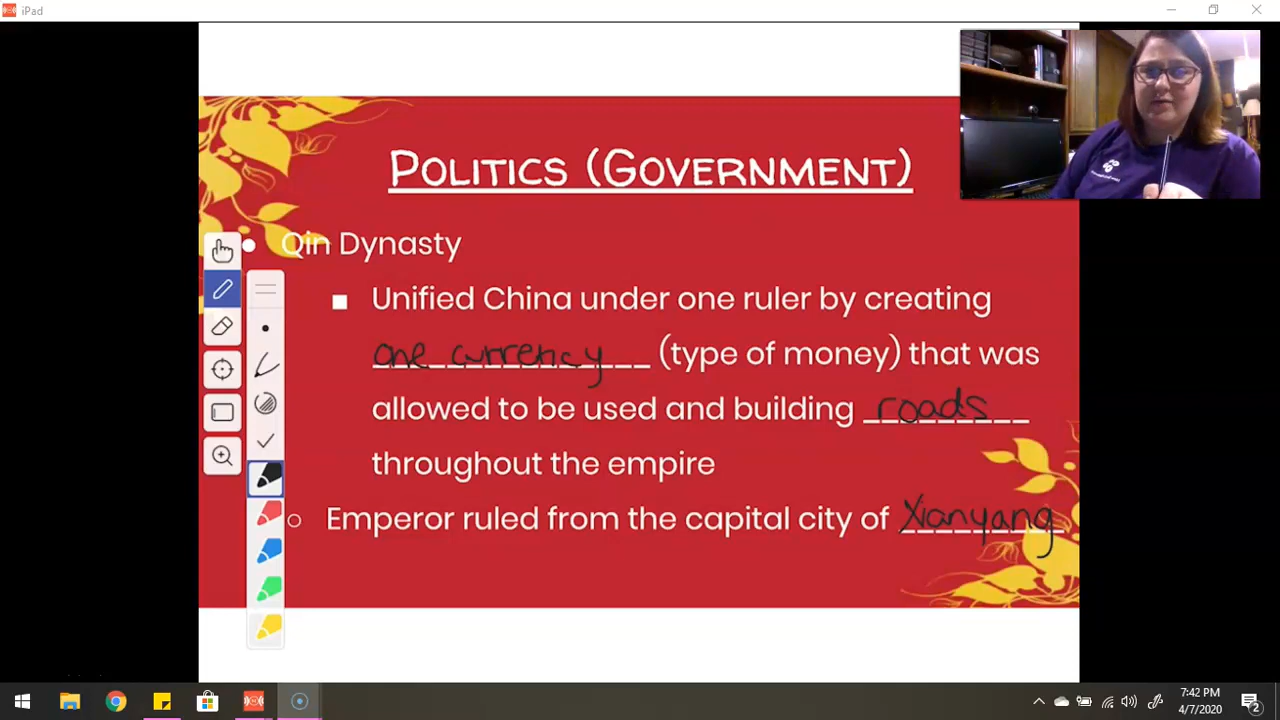 iPad
Politics (Government)
Qin Dynasty
Unified China under one ruler by creating
one currency (type of money) that was
allowed to be used and building roads
throughout the empire
Emperor ruled from the capital city of Xianyang
7:42 PM
4/7/2020
2